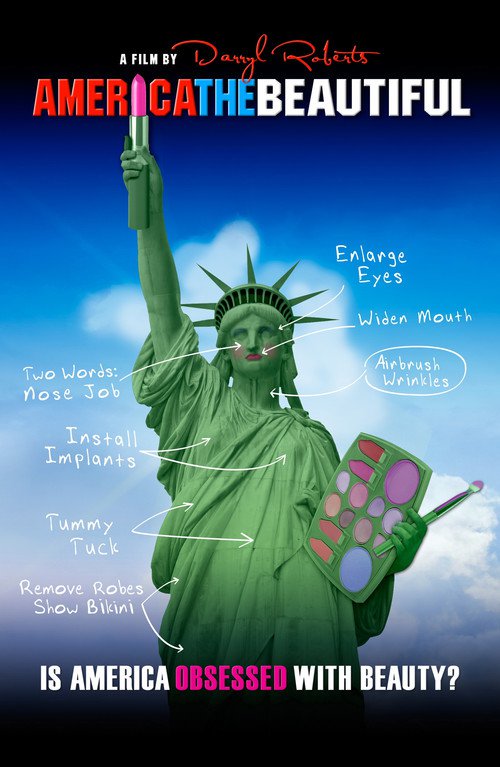 A FILM BY Darryl Roberts
AMERICATHEBEAUTIFUL
Enlarge
Eyes
Widen Mouth
Two Words:
Nose Job
Airbrush
Wrinkles
Install
Implants
Tummy
Tuck
Remove Robes
Show Bikini
IS AMERICA OBSESSED WITH BEAUTY?